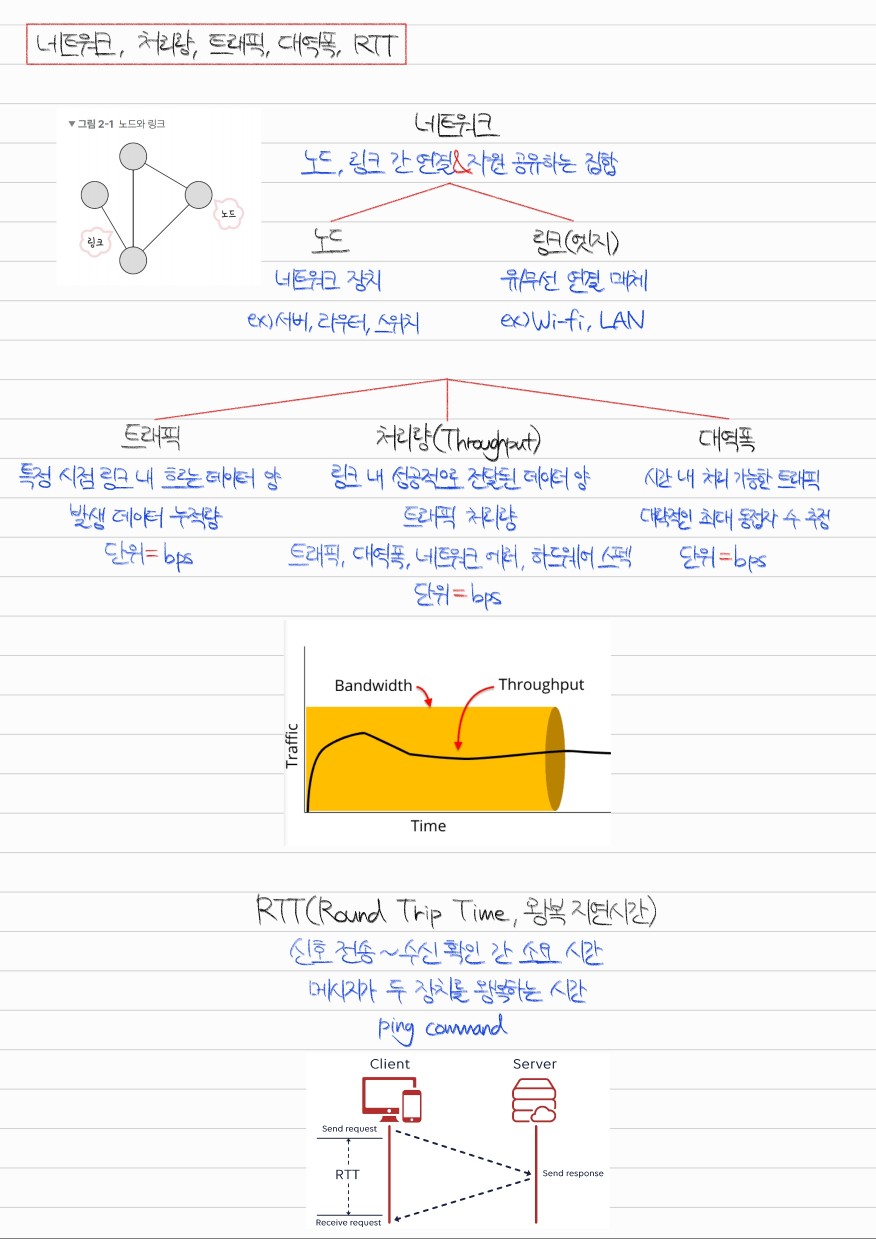 네트워크, 처리량, 트래픽, 대역폭, RTT
▼ 그림 2-1 노드와 링크
노드
링크
네트워크
노드, 링크 간 연결&자원 공유하는 집합
노드
네트워크 장치
ex)서버, 라우터, 스위치
링크(엣지)
유/무선 연결 매체
ex)Wi-fi, LAN
트래픽
특정 시점 링크 내 흐르는 데이터 양
발생 데이터 누적량
단위=bps
처리량(Throughput)
링크 내 성공적으로 전달된 데이터 양
트래픽 처리량
트래픽, 대역폭, 네트워크 에러, 하드웨어 스펙
단위=bps
대역폭
시간 내 처리 가능한 트래픽
대략적인 최대 동접자 수 추정
단위=bps
Bandwidth
Throughput
Traffic
Time
RTT(Round Trip Time, 왕복 지연시간)
신호 전송~수신 확인 간 소요 시간
메시지가 두 장치를 왕복하는 시간
ping command
Client
Server
Send request
RTT
Send response
Receive request